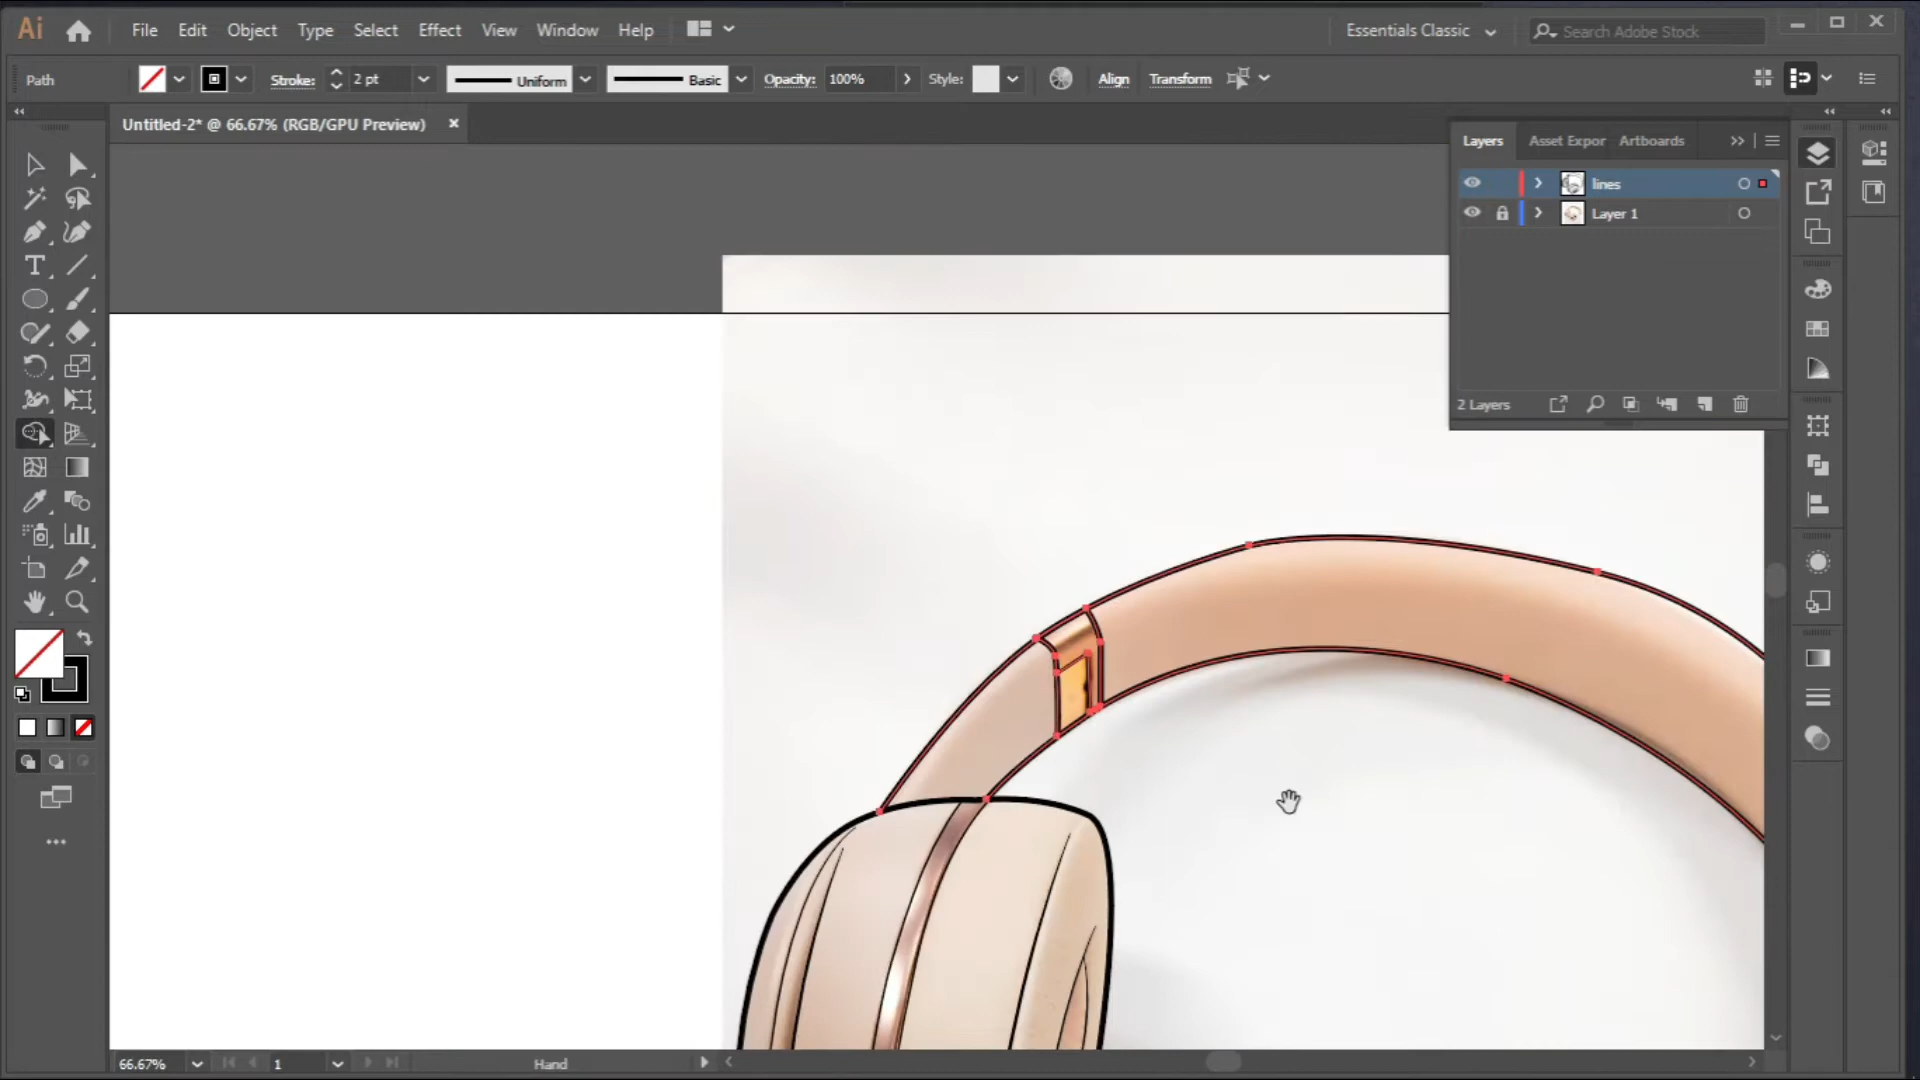 Ai File Edit Object Type Select Effect View Window Help Essentials Classic Search Adobe Stock
Path Stroke: 2 pt Uniform Basic Opacity: 100% Style: Align Transform
Untitled-2* @ 66.67% (RGB/GPU Preview)
Layers Asset Expor Artboards
lines
Layer 1
2 Layers
66.67% 1 Hand